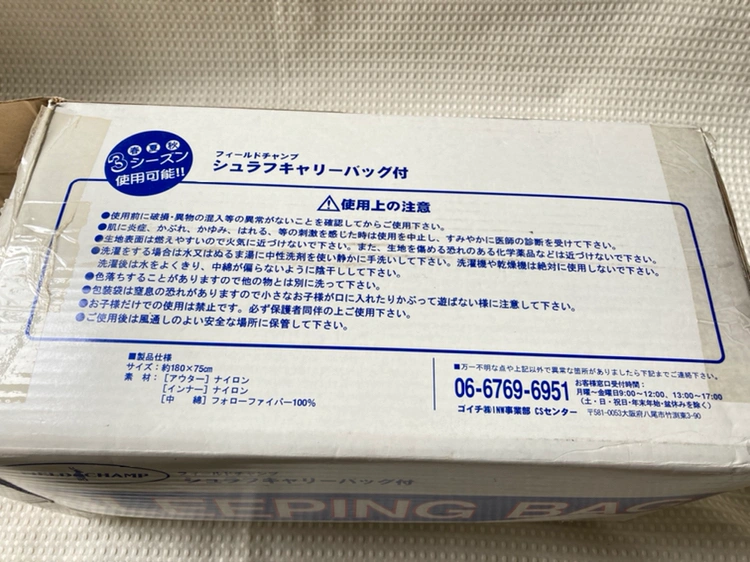 春夏秋
3シーズン
使用可能!!
フィールドチャンプ
シュラフキャリーバッグ付
⚠使用上の注意
●使用前に破損・異物の混入等の異常がないことを確認してからご使用下さい。
●肌に炎症、かぶれ、かゆみ、はれる、等の刺激を感じた時は使用を中止し、すみやかに医師の診断を受けて下さい。
●生地表面は燃えやすいので火気に近づけないで下さい。また、生地を傷める恐れのある化学薬品などは近づけないで下さい。
●洗濯をする場合は水又はぬるま湯に中性洗剤を使い静かに手洗いして下さい。洗濯機や乾燥機は絶対に使用しないで下さい。
洗濯後は水をよくきり、中綿が偏らないように陰干しして下さい。
●色落ちすることがありますので他の物とは別に洗って下さい。
●包装袋は窒息の恐れがありますので小さなお子様が口に入れたりかぶって遊ばない様に注意して下さい。
●お子様だけでの使用は禁止です。必ず保護者同伴の上ご使用下さい。
●ご使用後は風通しのよい安全な場所に保管して下さい。
■製品仕様
サイズ：約180×75cm
素 材：［アウター］ナイロン
［インナー］ナイロン
［中 綿］フォローファイバー100%
■万一不明な点や上記以外で異常な箇所がありましたら下記までご連絡下さい。
06-6769-6951
お客様窓口受付時間：
月曜～金曜日9:00～12:00、13:00～17:00
（土・日・祝日・年末年始・盆休みを除く）
ゴイチ㈱INW事業部 CSセンター
〒581-0053大阪府八尾市竹渕東3-90
CHAMP
フィールドチャンプ
シュラフキャリーバッグ付
EEPING BA